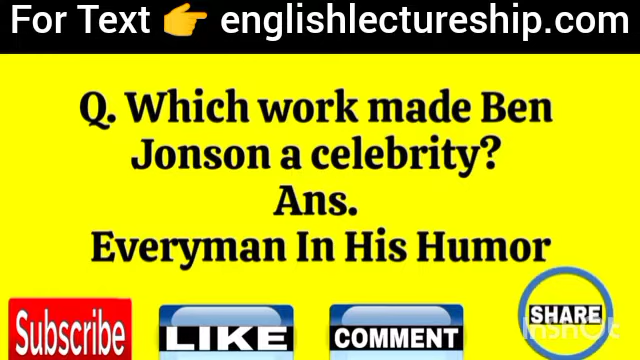 For Text 👉 englishlectureship.com
Q. Which work made Ben
Jonson a celebrity?
Ans.
Everyman In His Humor
Subscribe
LIKE
COMMENT
SHARE
InShOt